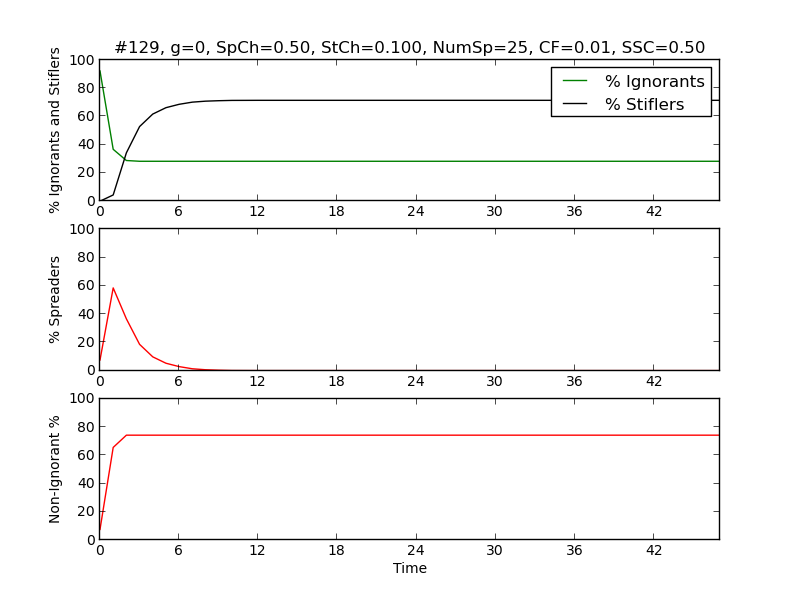 #129, g=0, SpCh=0.50, StCh=0.100, NumSp=25, CF=0.01, SSC=0.50
% Ignorants and Stiflers
100
80
60
40
20
0
% Ignorants
% Stiflers
0 6 12 18 24 30 36 42
% Spreaders
100
80
60
40
20
0
0 6 12 18 24 30 36 42
Non-Ignorant %
100
80
60
40
20
0
0 6 12 18 24 30 36 42
Time